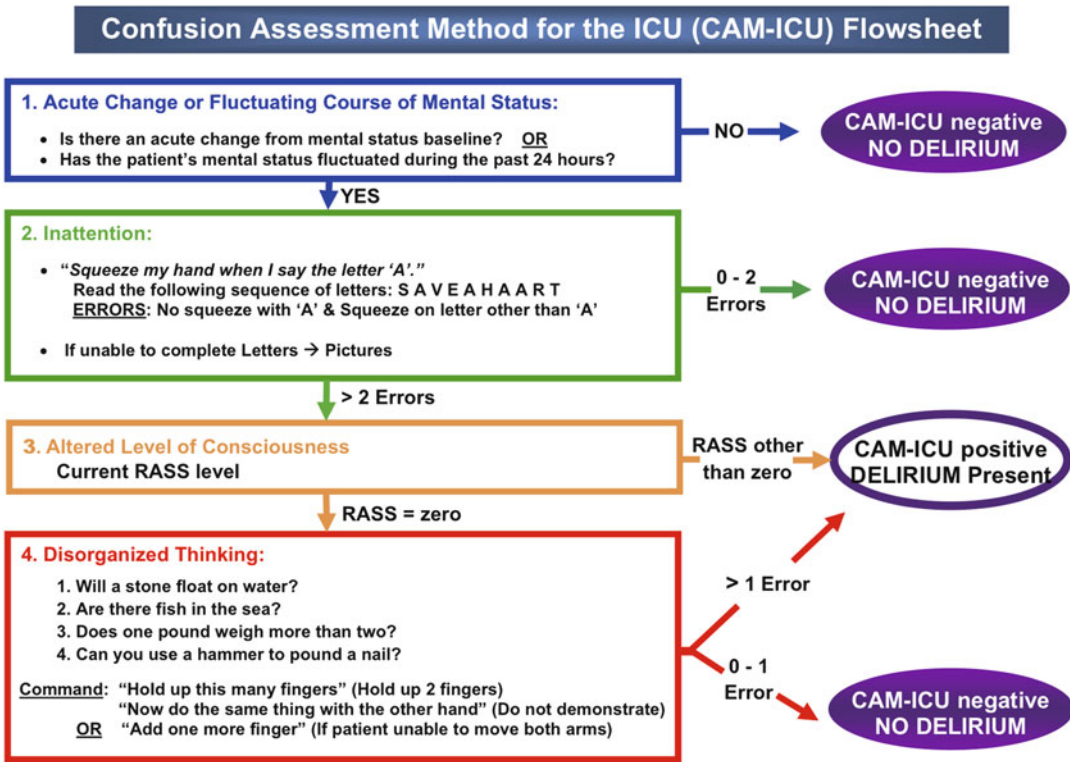 Confusion Assessment Method for the ICU (CAM-ICU) Flowsheet
1. Acute Change or Fluctuating Course of Mental Status:
• Is there an acute change from mental status baseline? OR
• Has the patient's mental status fluctuated during the past 24 hours?
NO
CAM-ICU negative
NO DELIRIUM
YES
2. Inattention:
• “Squeeze my hand when I say the letter ‘A’.”
Read the following sequence of letters: S A V E A H A A R T
ERRORS: No squeeze with ‘A’ & Squeeze on letter other than ‘A’
• If unable to complete Letters → Pictures
0 - 2
Errors
CAM-ICU negative
NO DELIRIUM
> 2 Errors
3. Altered Level of Consciousness
Current RASS level
RASS other
than zero
CAM-ICU positive
DELIRIUM Present
RASS = zero
4. Disorganized Thinking:
1. Will a stone float on water?
2. Are there fish in the sea?
3. Does one pound weigh more than two?
4. Can you use a hammer to pound a nail?
Command: “Hold up this many fingers” (Hold up 2 fingers)
“Now do the same thing with the other hand” (Do not demonstrate)
OR “Add one more finger” (If patient unable to move both arms)
> 1 Error
0 - 1
Error
CAM-ICU negative
NO DELIRIUM